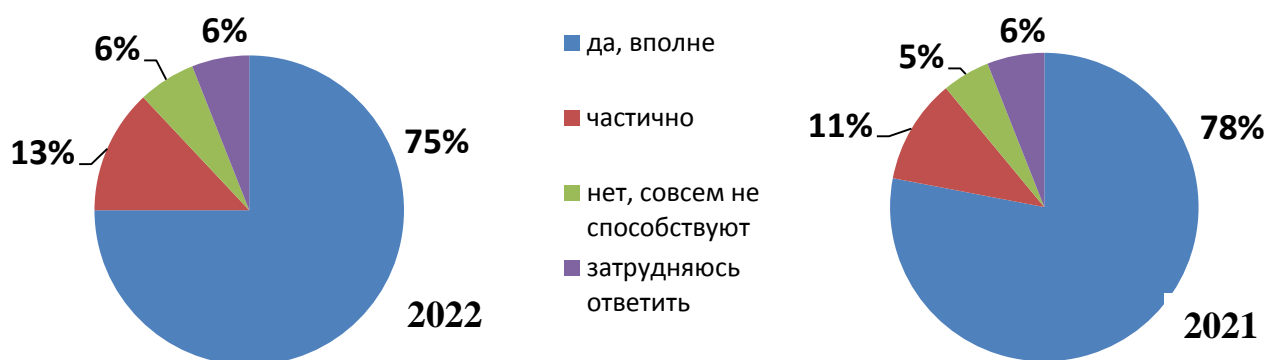 6%
6%
13%
75%
2022
да, вполне
частично
нет, совсем не
способствуют
затрудняюсь
ответить
6%
5%
11%
78%
2021